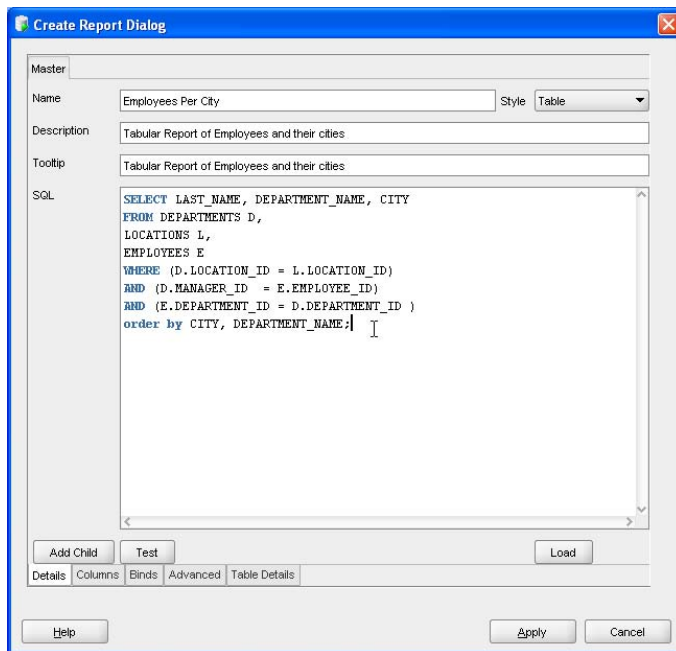 Create Report Dialog
Master
Name Employees Per City Style Table
Description Tabular Report of Employees and their cities
Tooltip Tabular Report of Employees and their cities
SQL SELECT LAST_NAME, DEPARTMENT_NAME, CITY
FROM DEPARTMENTS D,
LOCATIONS L,
EMPLOYEES E
WHERE (D.LOCATION_ID = L.LOCATION_ID)
AND (D.MANAGER_ID  = E.EMPLOYEE_ID)
AND (E.DEPARTMENT_ID = D.DEPARTMENT_ID )
order by CITY, DEPARTMENT_NAME;
Add Child Test Load
Details Columns Binds Advanced Table Details
Help Apply Cancel